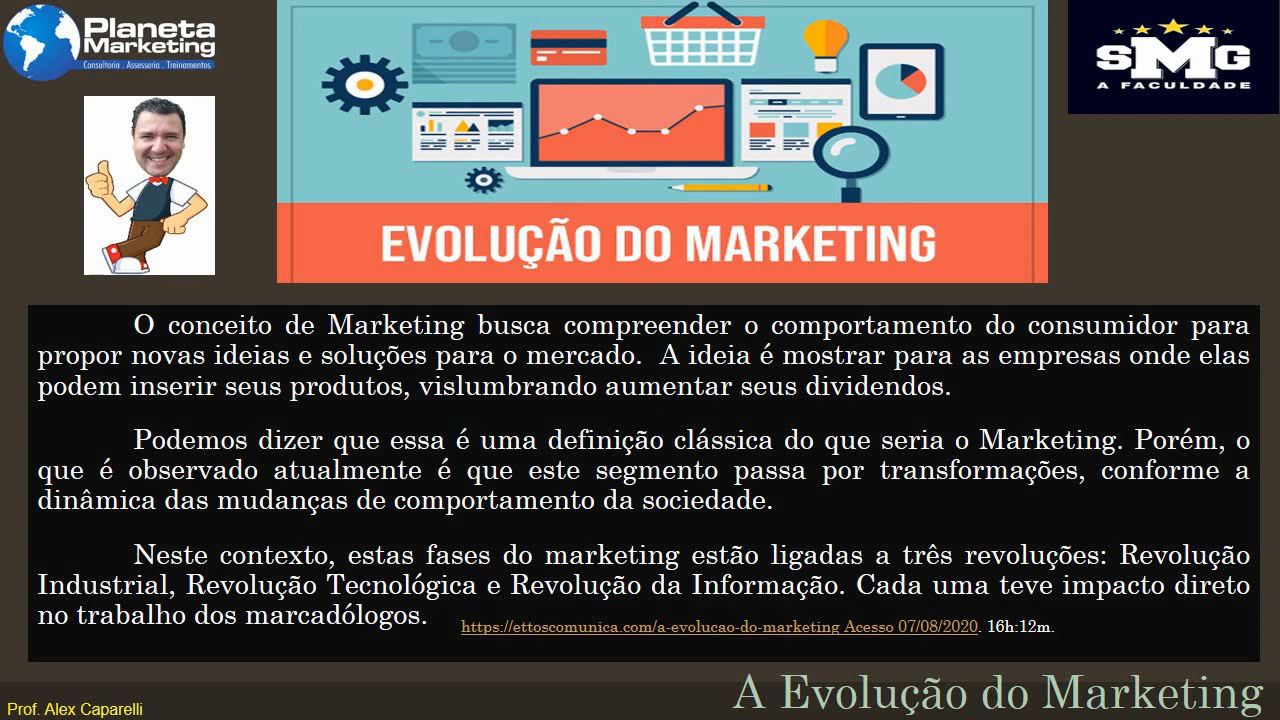 Planeta
Marketing
Consultoria . Assessoria . Treinamentos
SMG
A FACULDADE
EVOLUÇÃO DO MARKETING
O conceito de Marketing busca compreender o comportamento do consumidor para
propor novas ideias e soluções para o mercado. A ideia é mostrar para as empresas onde elas
podem inserir seus produtos, vislumbrando aumentar seus dividendos.
Podemos dizer que essa é uma definição clássica do que seria o Marketing. Porém, o
que é observado atualmente é que este segmento passa por transformações, conforme a
dinâmica das mudanças de comportamento da sociedade.
Neste contexto, estas fases do marketing estão ligadas a três revoluções: Revolução
Industrial, Revolução Tecnológica e Revolução da Informação. Cada uma teve impacto direto
no trabalho dos marcadólogos.
https://ettoscomunica.com/a-evolucao-do-marketing Acesso 07/08/2020. 16h:12m.
A Evolução do Marketing
Prof. Alex Caparelli